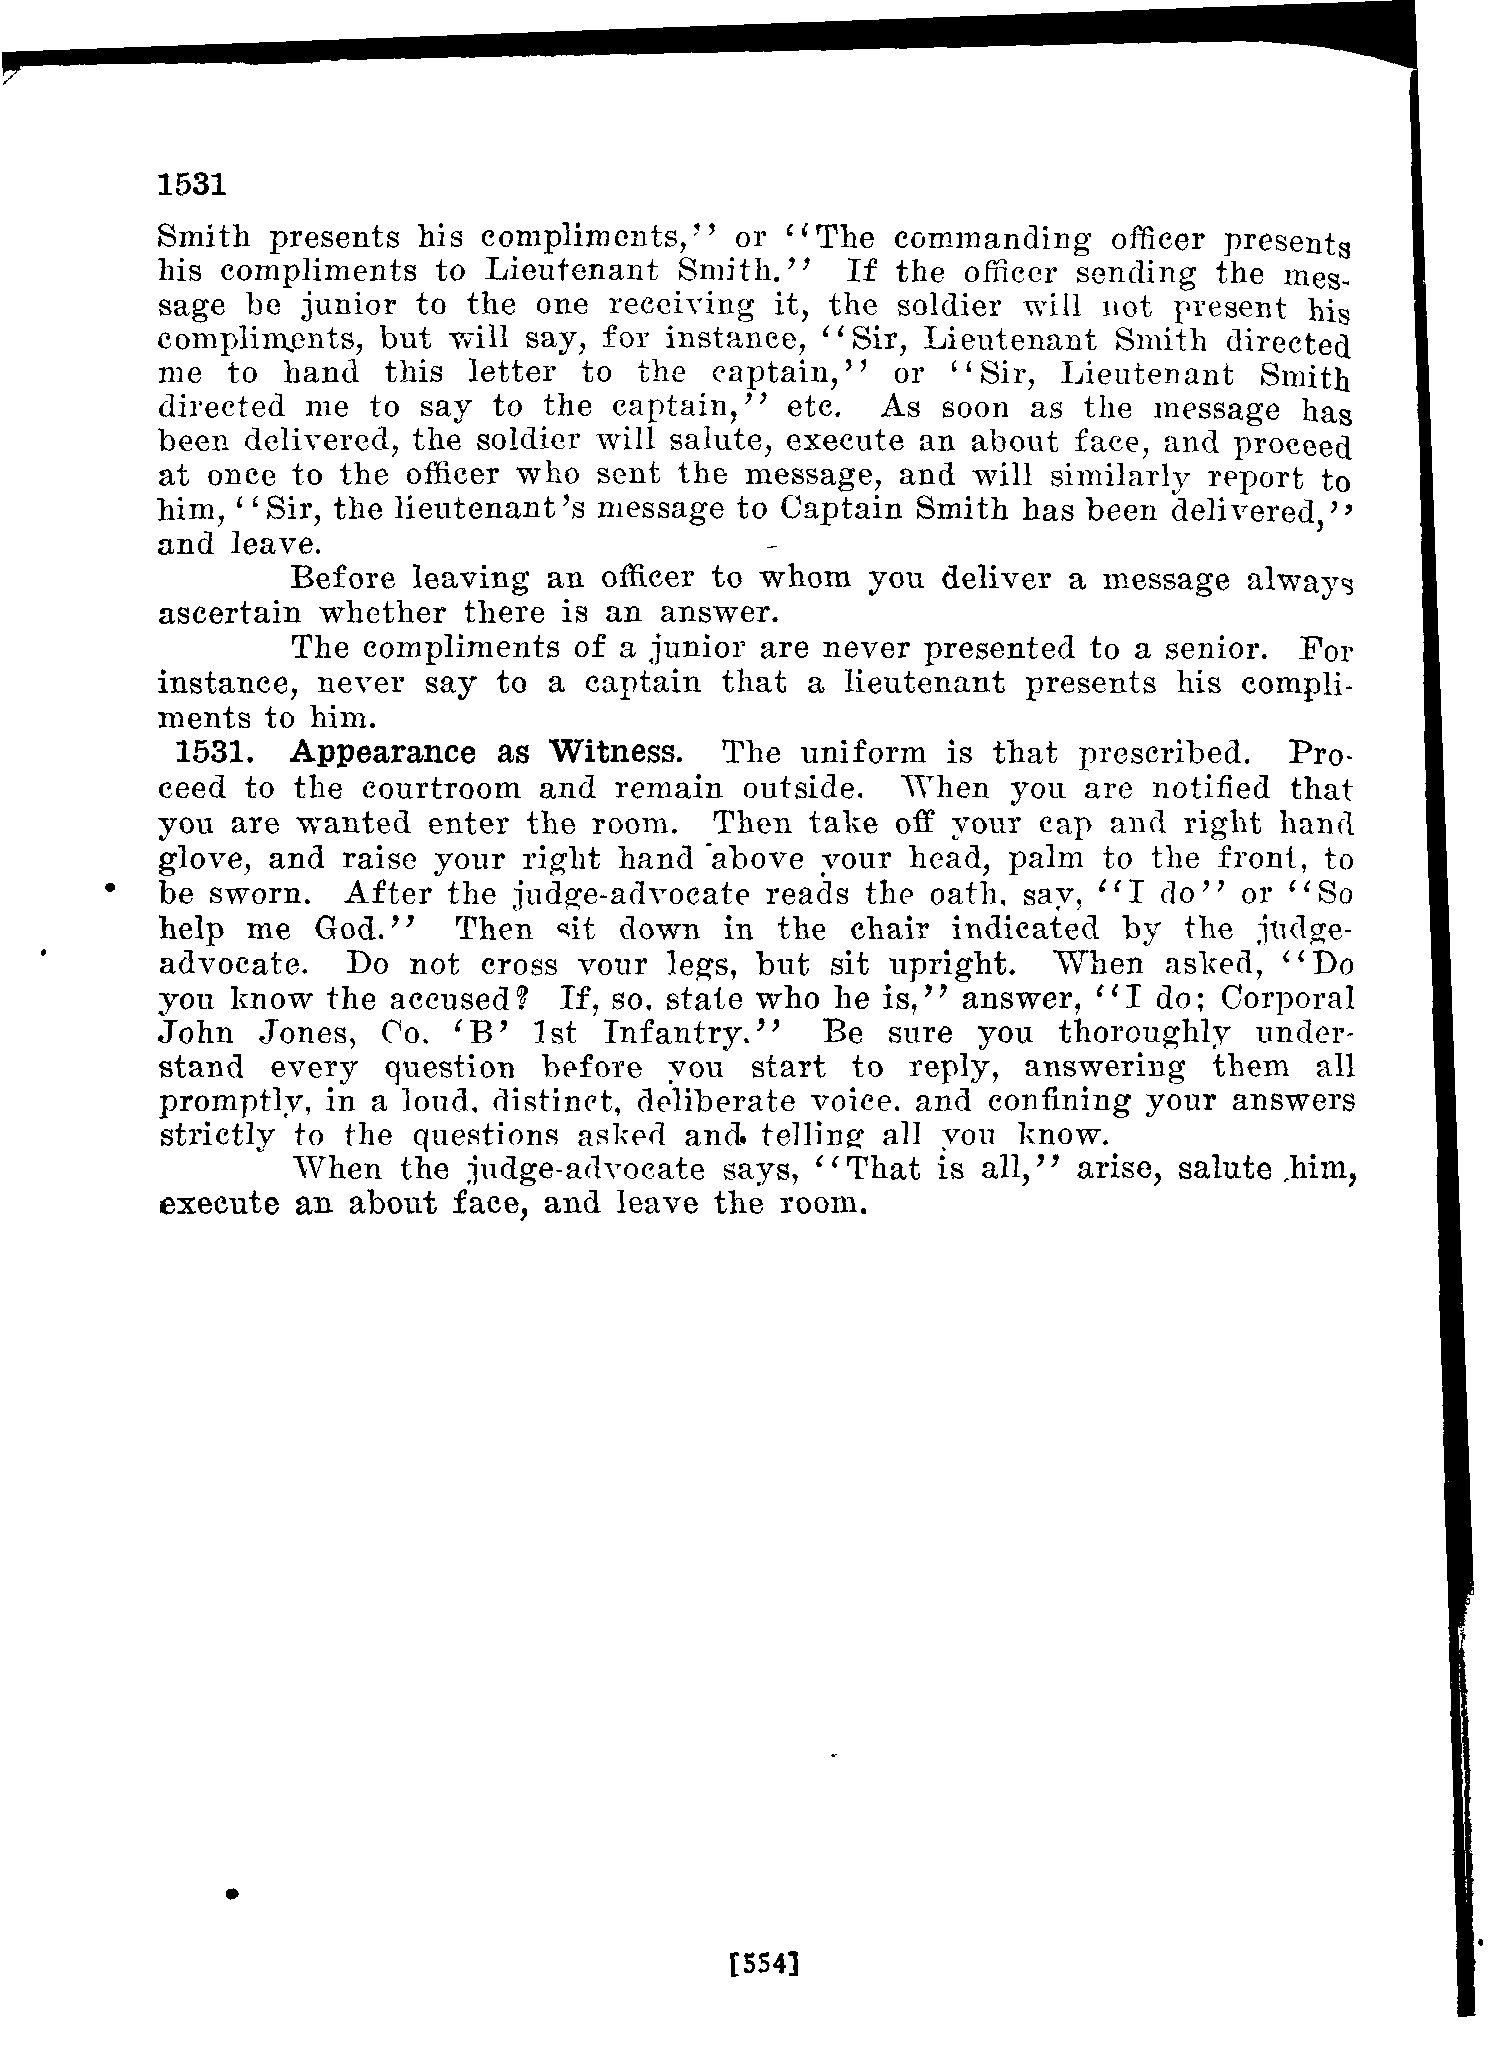 1531
Smith presents his compliments,'' or ''The commanding officer presents
his compliments to Lieutenant Smith.'' If the officer sending the mes-
sage be junior to the one receiving it, the soldier will not present his
compliments, but will say, for instance, ''Sir, Lieutenant Smith directed
me to hand this letter to the captain,'' or ''Sir, Lieutenant Smith
directed me to say to the captain,'' etc. As soon as the message has
been delivered, the soldier will salute, execute an about face, and proceed
at once to the officer who sent the message, and will similarly report to
him, ''Sir, the lieutenant's message to Captain Smith has been delivered,''
and leave.
Before leaving an officer to whom you deliver a message always
ascertain whether there is an answer.
The compliments of a junior are never presented to a senior. For
instance, never say to a captain that a lieutenant presents his compli-
ments to him.
1531. Appearance as Witness. The uniform is that prescribed. Pro-
ceed to the courtroom and remain outside. When you are notified that
you are wanted enter the room. Then take off your cap and right hand
glove, and raise your right hand above your head, palm to the front, to
be sworn. After the judge-advocate reads the oath, say, ''I do'' or ''So
help me God.'' Then sit down in the chair indicated by the judge-
advocate. Do not cross your legs, but sit upright. When asked, ''Do
you know the accused? If, so, state who he is,'' answer, ''I do; Corporal
John Jones, Co. 'B' 1st Infantry.'' Be sure you thoroughly under-
stand every question before you start to reply, answering them all
promptly, in a loud, distinct, deliberate voice, and confining your answers
strictly to the questions asked and telling all you know.
When the judge-advocate says, ''That is all,'' arise, salute him,
execute an about face, and leave the room.
[554]